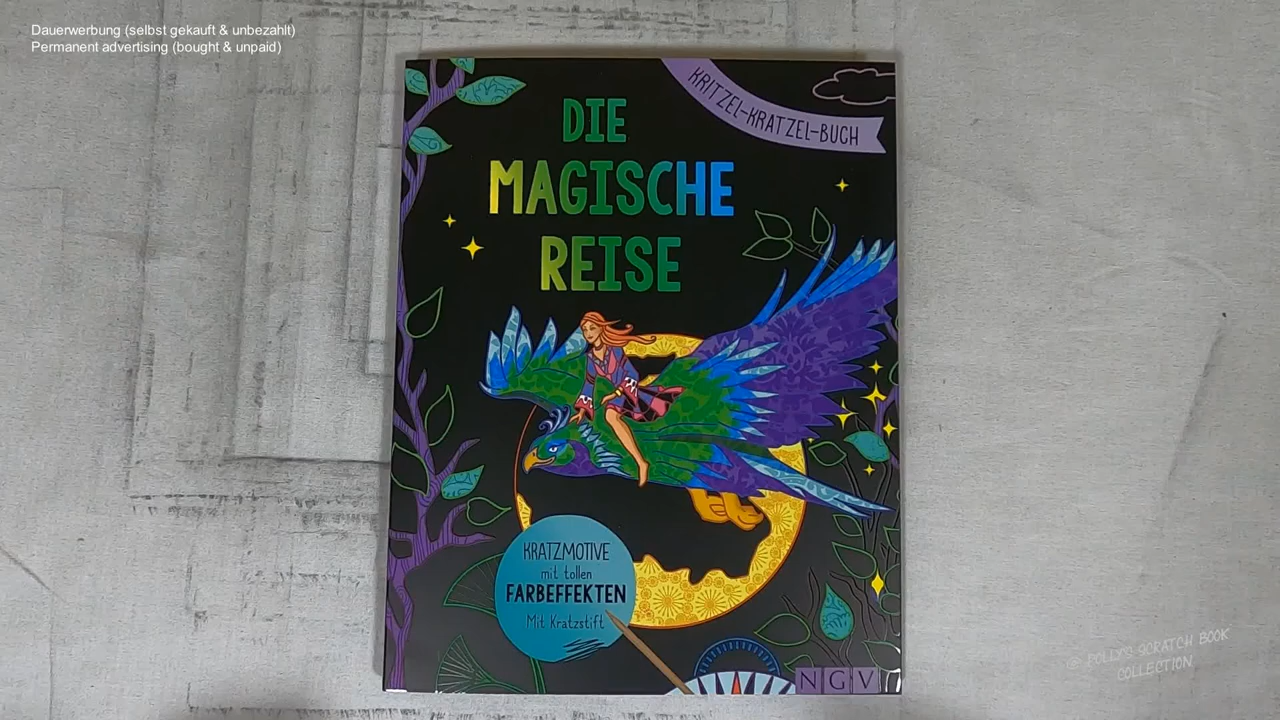 Dauerwerbung (selbst gekauft & unbezahlt)
Permanent advertising (bought & unpaid)
KRITZEL-KRATZEL-BUCH
DIE
MAGISCHE
REISE
KRATZMOTIVE
mit tollen
FARBEFFEKTEN
Mit Kratzstift
NGV
© DOLLY'S SCRATCH BOOK
COLLECTION